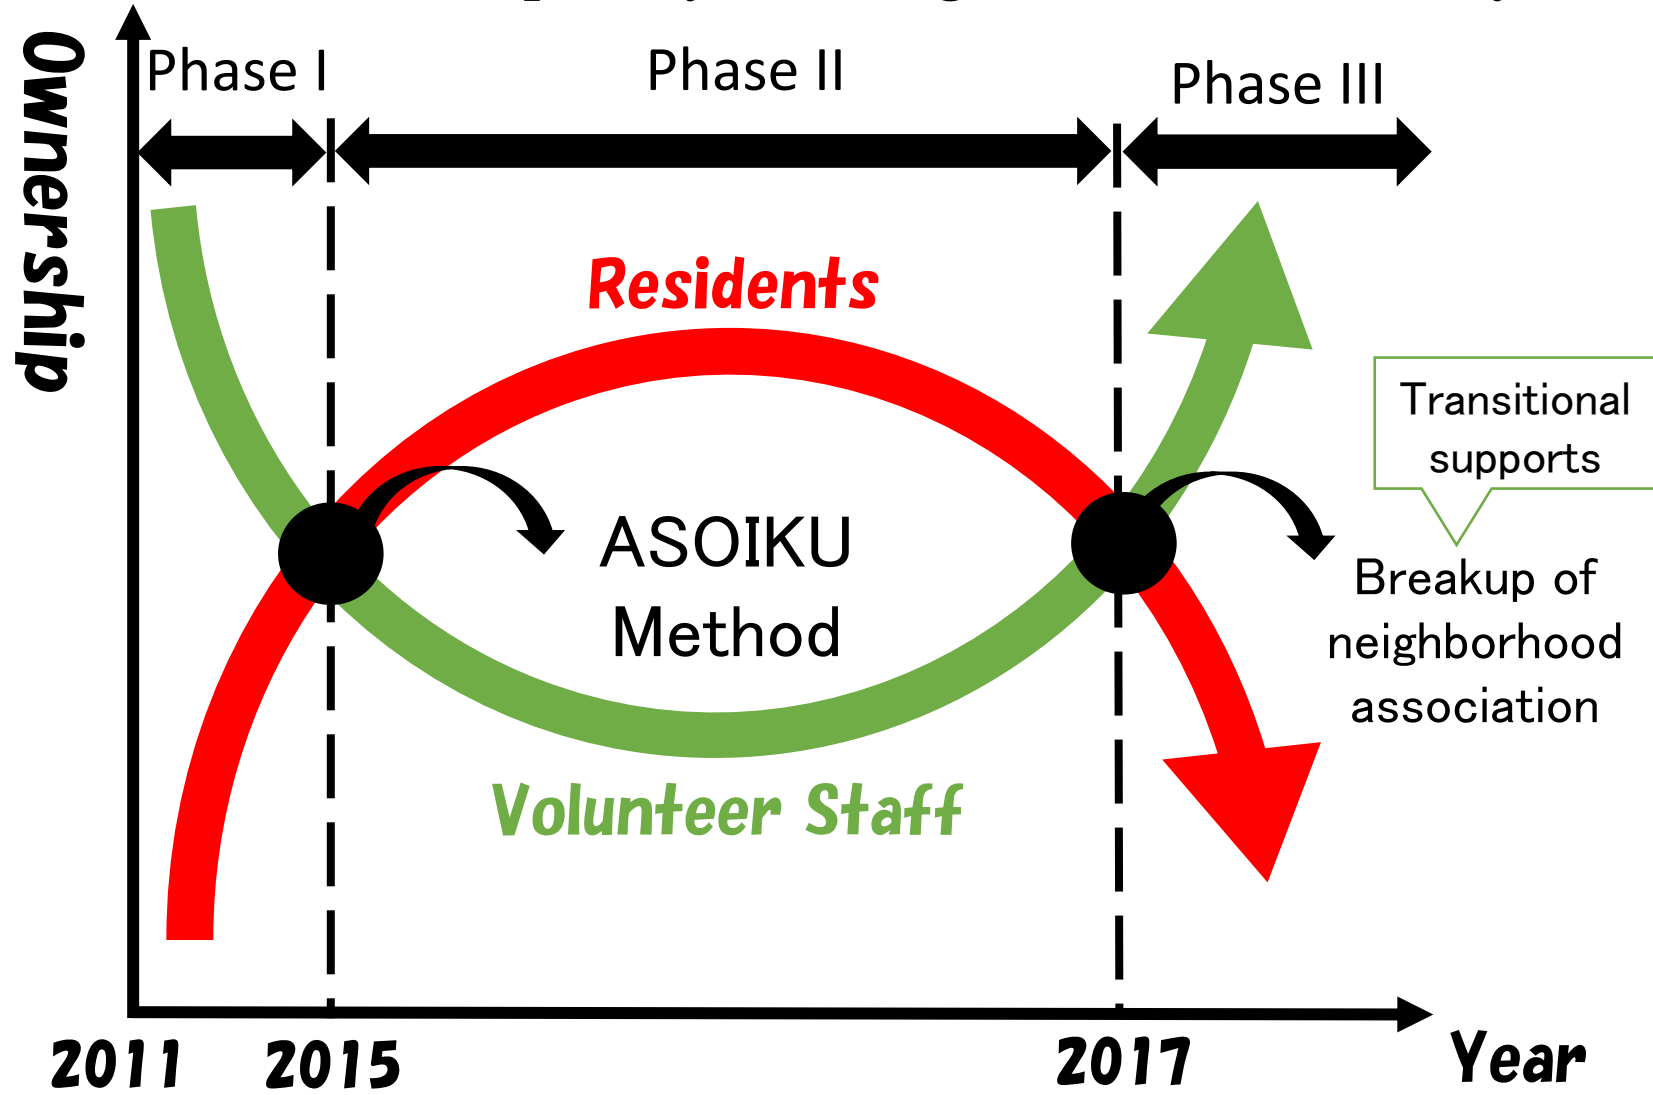 Ownership
Phase I
Phase II
Phase III
Residents
Transitional
supports
ASOIKU
Method
Breakup of
neighborhood
association
Volunteer Staff
2011
2015
2017
Year